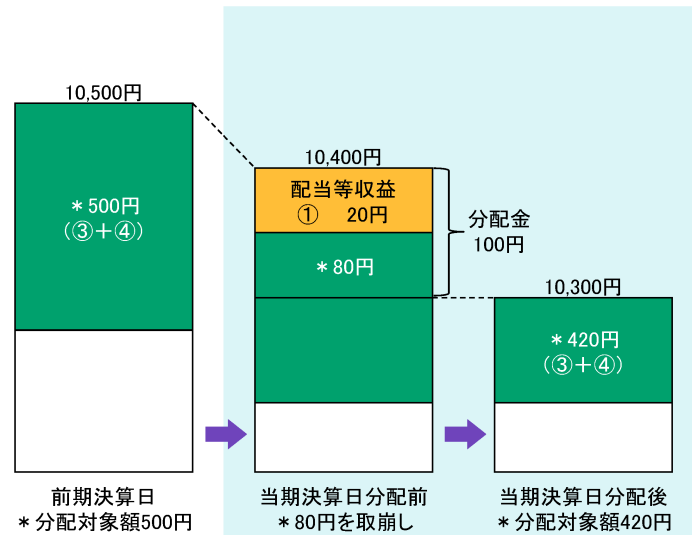 10,500円
＊500円
（③＋④）
前期決算日
＊分配対象額500円
10,400円
配当等収益
①　20円
＊80円
分配金
100円
当期決算日分配前
＊80円を取崩し
10,300円
＊420円
（③＋④）
当期決算日分配後
＊分配対象額420円